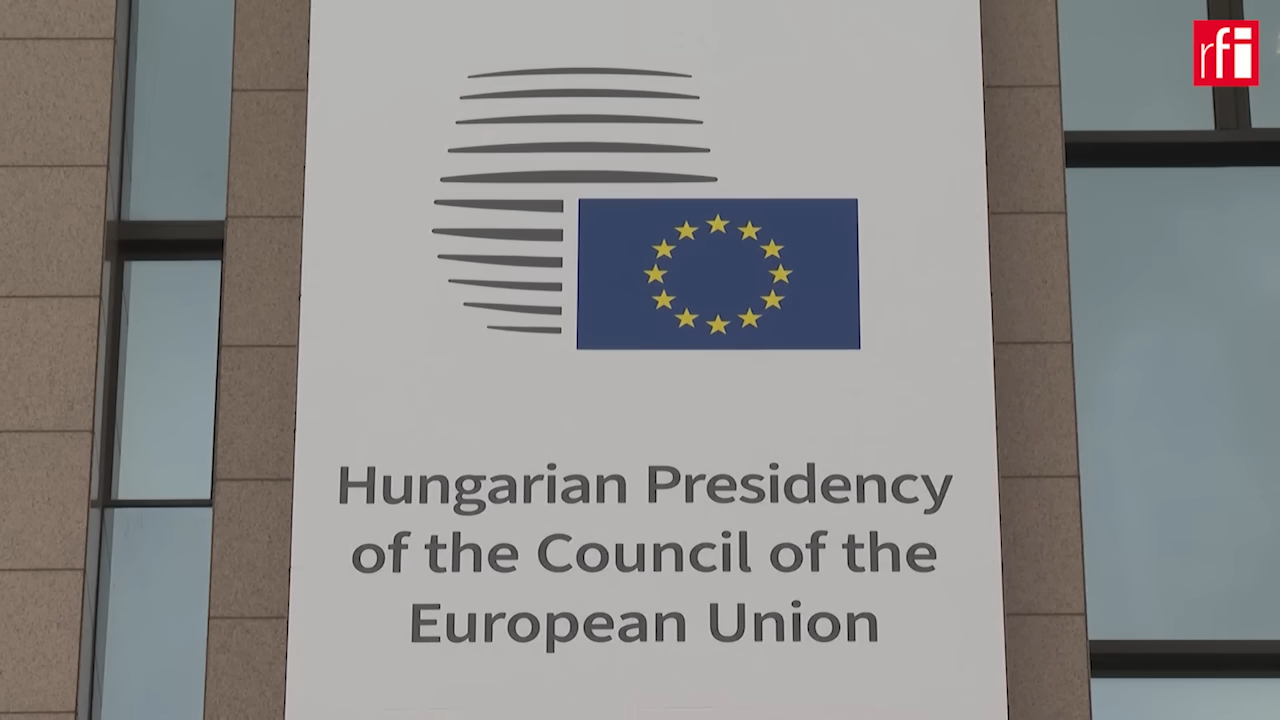 rfi
Hungarian Presidency
of the Council of the
European Union